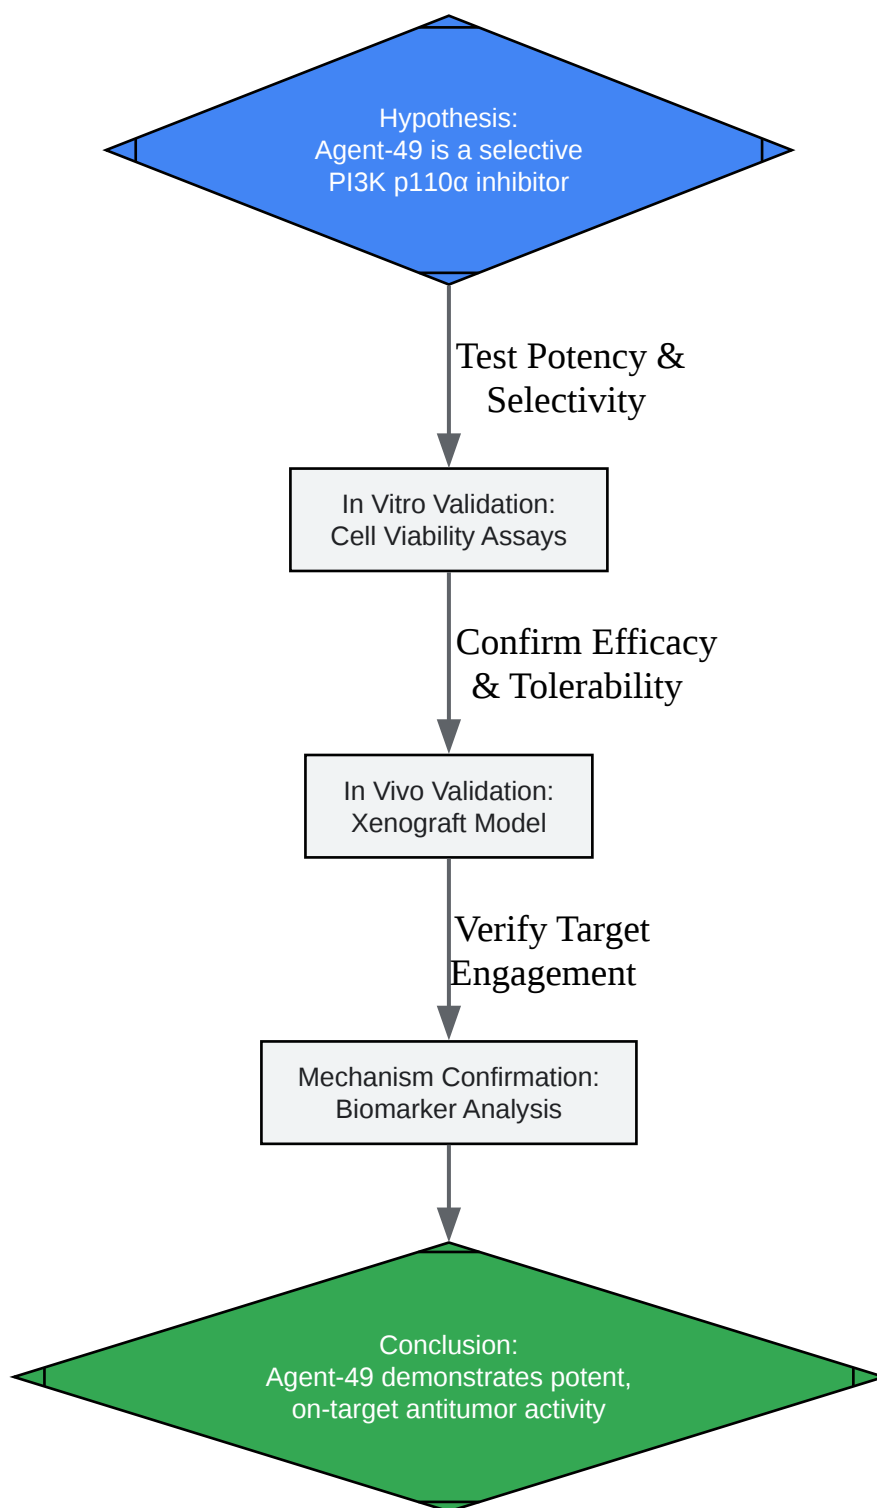 Hypothesis:
Agent-49 is a selective
PI3K p110α inhibitor
Test Potency &
Selectivity
In Vitro Validation:
Cell Viability Assays
Confirm Efficacy
& Tolerability
In Vivo Validation:
Xenograft Model
Verify Target
Engagement
Mechanism Confirmation:
Biomarker Analysis
Conclusion:
Agent-49 demonstrates potent,
on-target antitumor activity